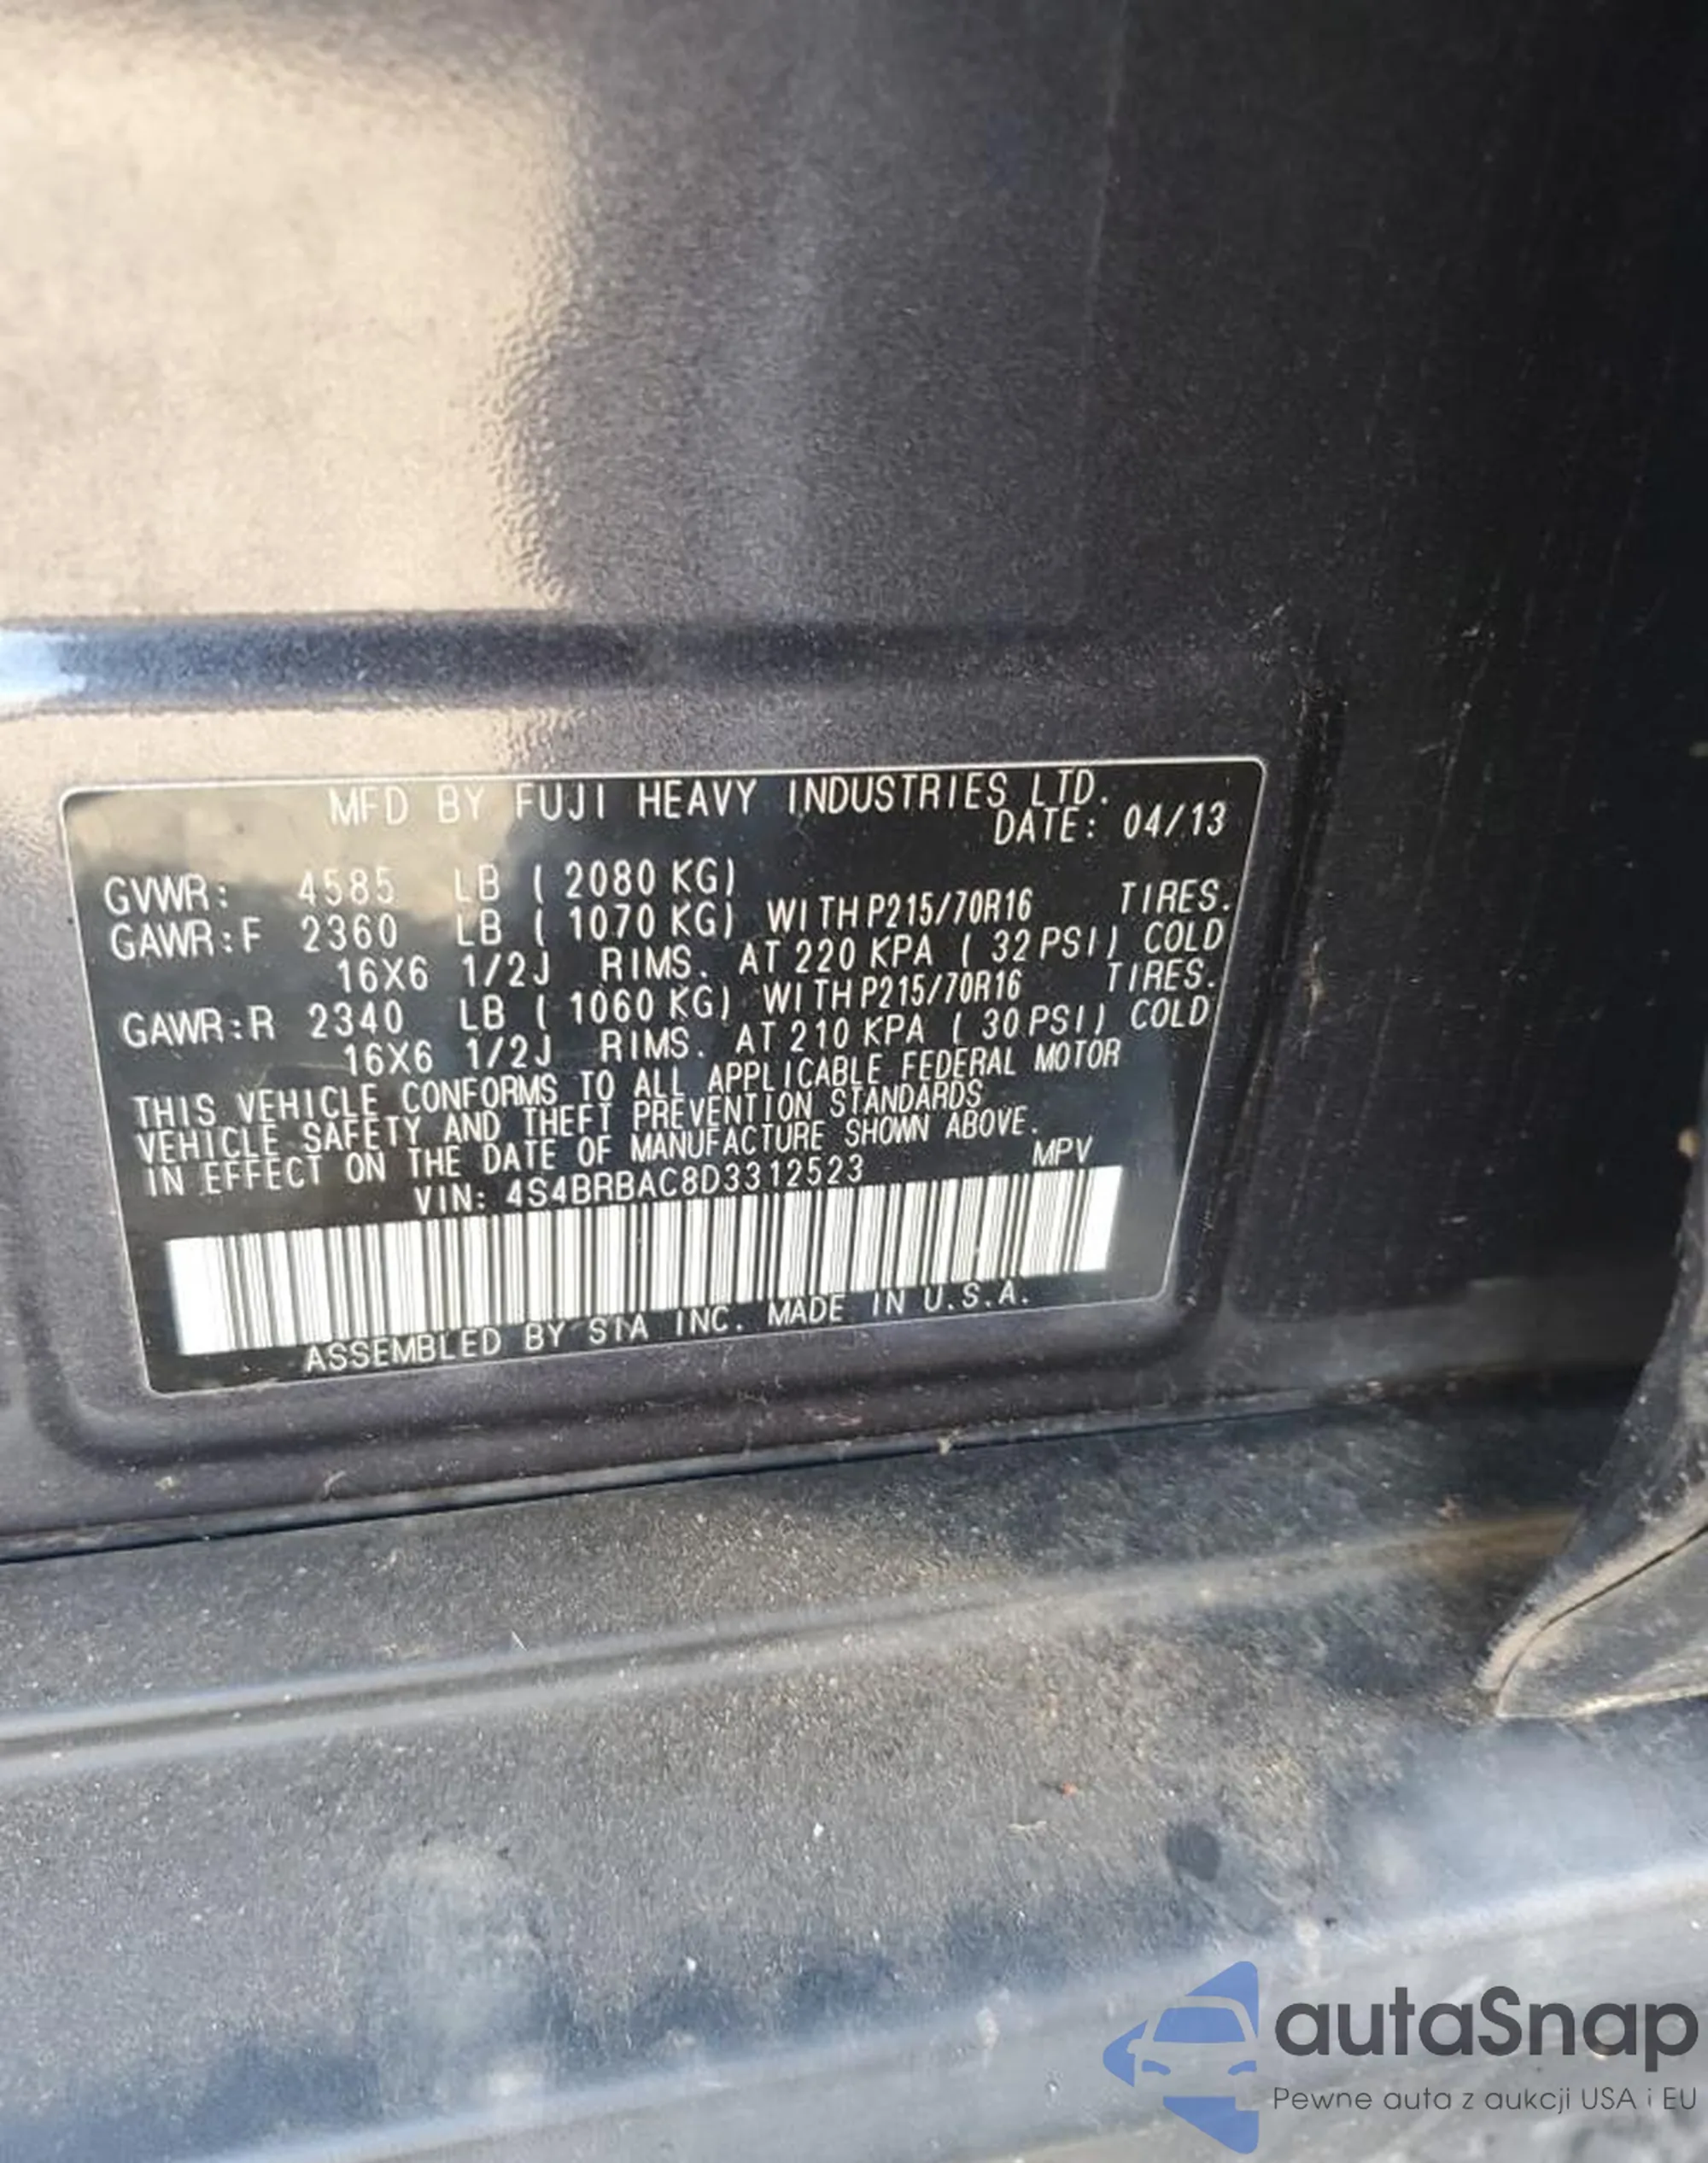 MFD BY FUJI HEAVY INDUSTRIES LTD.
DATE: 04/13
GVWR: 4585 LB ( 2080 KG)
GAWR:F 2360 LB ( 1070 KG) WITH P215/70R16 TIRES.
16X6 1/2J RIMS. AT 220 KPA ( 32 PSI) COLD
GAWR:R 2340 LB ( 1060 KG) WITH P215/70R16 TIRES.
16X6 1/2J RIMS. AT 210 KPA ( 30 PSI) COLD
THIS VEHICLE CONFORMS TO ALL APPLICABLE FEDERAL MOTOR
VEHICLE SAFETY AND THEFT PREVENTION STANDARDS
IN EFFECT ON THE DATE OF MANUFACTURE SHOWN ABOVE.
VIN: 4S4BRBAC8D3312523 MPV
ASSEMBLED BY SIA INC. MADE IN U.S.A.
autaSnap
Pewne auta z aukcji USA i EU